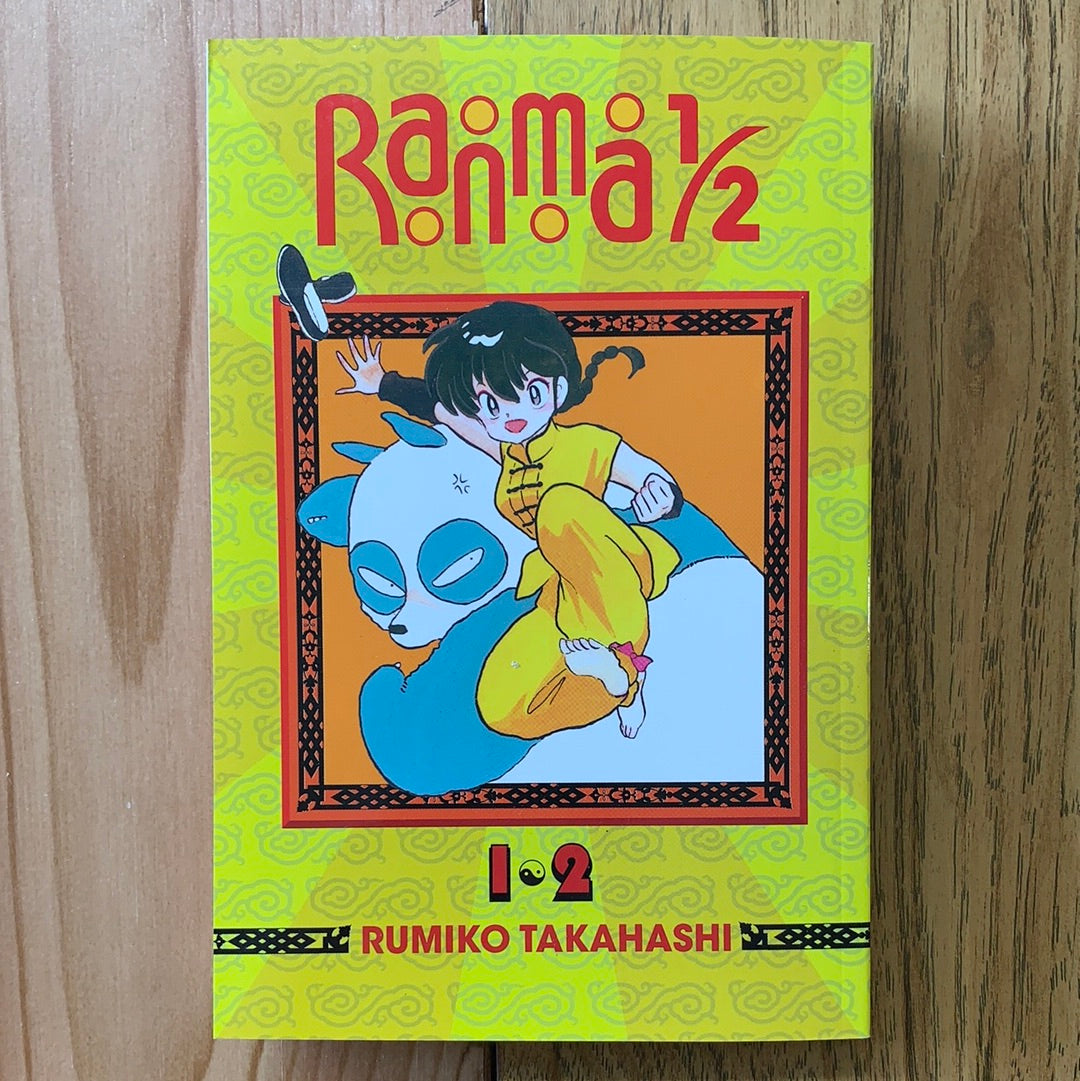 Ranma 1/2
1•2
RUMIKO TAKAHASHI